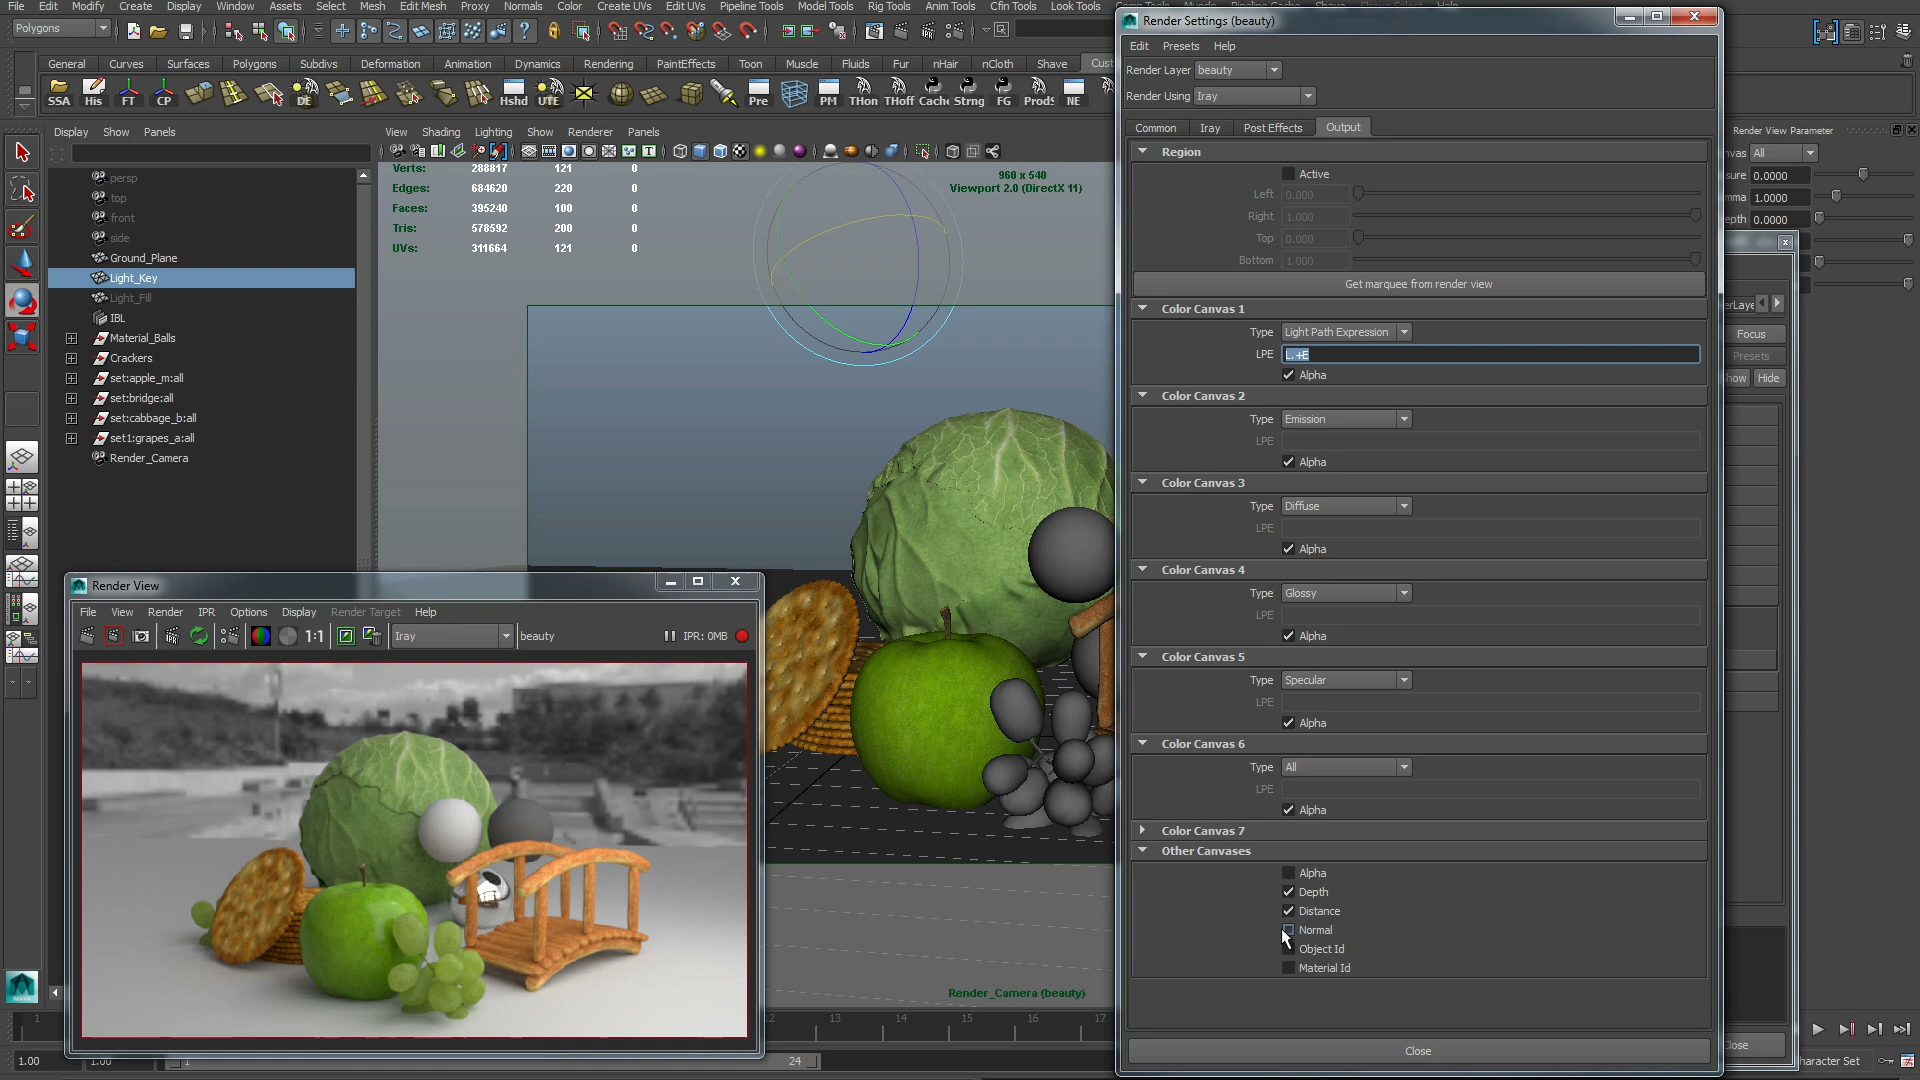 File Edit Modify Create Display Window Assets Select Mesh Edit Mesh Proxy Normals Color Create UVs Edit UVs Pipeline Tools Model Tools Rig Tools Anim Tools Cfin Tools Look Tools
Polygons
General Curves Surfaces Polygons Subdivs Deformation Animation Dynamics Rendering PaintEffects Toon Muscle Fluids Fur nHair nCloth Shave Cust
SSA His FT CP DE Hshd UTE Pre PM THon THoff Cache Strng FG Prods NE
Display Show Panels
persp
top
front
side
Ground_Plane
Light_Key
Light_Fill
IBL
Material_Balls
Crackers
set:apple_m:all
set:bridge:all
set:cabbage_b:all
set1:grapes_a:all
Render_Camera
View Shading Lighting Show Renderer Panels
Verts: 288817 121 0
Edges: 684620 220 0
Faces: 395240 100 0
Tris: 578592 200 0
UVs: 311664 121 0
960 x 540
Viewport 2.0 (DirectX 11)
Render_Camera (beauty)
Render View
File View Render IPR Options Display Render Target Help
1:1 Iray beauty IPR: 0MB
Render Settings (beauty)
Edit Presets Help
Render Layer beauty
Render Using Iray
Common Iray Post Effects Output
Region
Active
Left 0.000
Right 1.000
Top 0.000
Bottom 1.000
Get marquee from render view
Color Canvas 1
Type Light Path Expression
LPE L.+E
Alpha
Color Canvas 2
Type Emission
LPE
Alpha
Color Canvas 3
Type Diffuse
LPE
Alpha
Color Canvas 4
Type Glossy
LPE
Alpha
Color Canvas 5
Type Specular
LPE
Alpha
Color Canvas 6
Type All
LPE
Alpha
Color Canvas 7
Other Canvases
Alpha
Depth
Distance
Normal
Object Id
Material Id
Close
Render View Parameter
All
0.0000
1.0000
0.0000
Focus
Presets
Hide
1 13 14 15 16 17
1.00 1.00 1 24